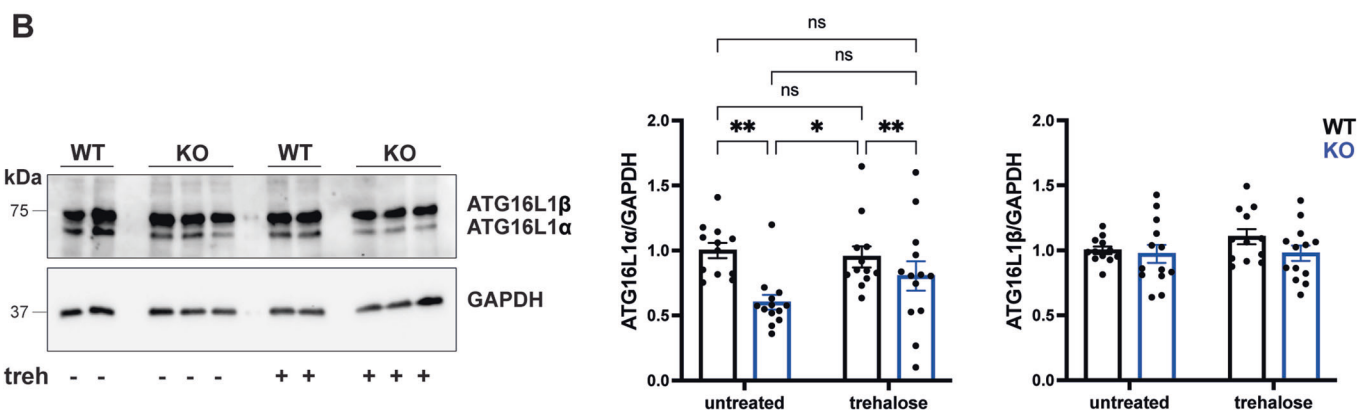 B
WT KO WT KO
kDa
75
ATG16L1β
ATG16L1α
37
GAPDH
treh - - - - - + + + + +
ns
ns
ns
** * **
ATG16L1α/GAPDH
2.0
1.5
1.0
0.5
0.0
untreated trehalose
ATG16L1β/GAPDH
2.0
1.5
1.0
0.5
0.0
untreated trehalose
WT
KO